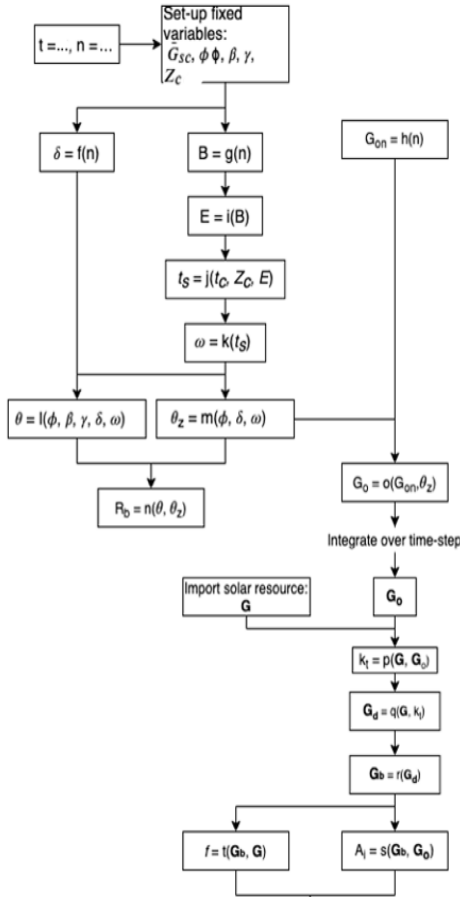 t =..., n = ...
Set-up fixed
variables:
G̅sc, ϕ ϕ, β, γ,
Zc
δ = f(n)
B = g(n)
Gon = h(n)
E = i(B)
ts = j(tc, Zc, E)
ω = k(ts)
θ = l(ϕ, β, γ, δ, ω)
θz = m(ϕ, δ, ω)
Rb = n(θ, θz)
Go = o(Gon,θz)
Integrate over time-step
Import solar resource:
G
Go
kt = p(G, Go)
Gd = q(G, kt)
Gb = r(Gd)
f = t(Gb, G)
Ai = s(Gb, Go)